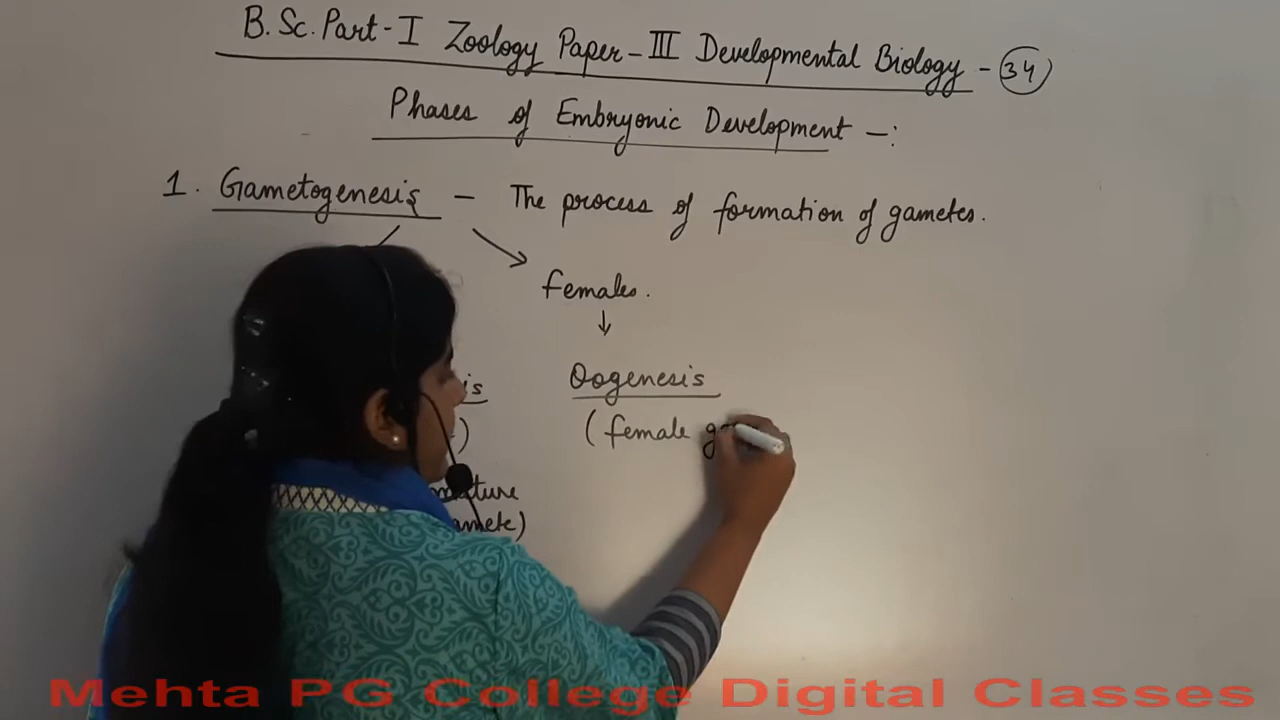 B.Sc. Part-I Zoology Paper-III Developmental Biology - 34
Phases of Embryonic Development -:
1. Gametogenesis - The process of formation of gametes.
females.
↓
Oogenesis
(female
Mehta PG College Digital Classes